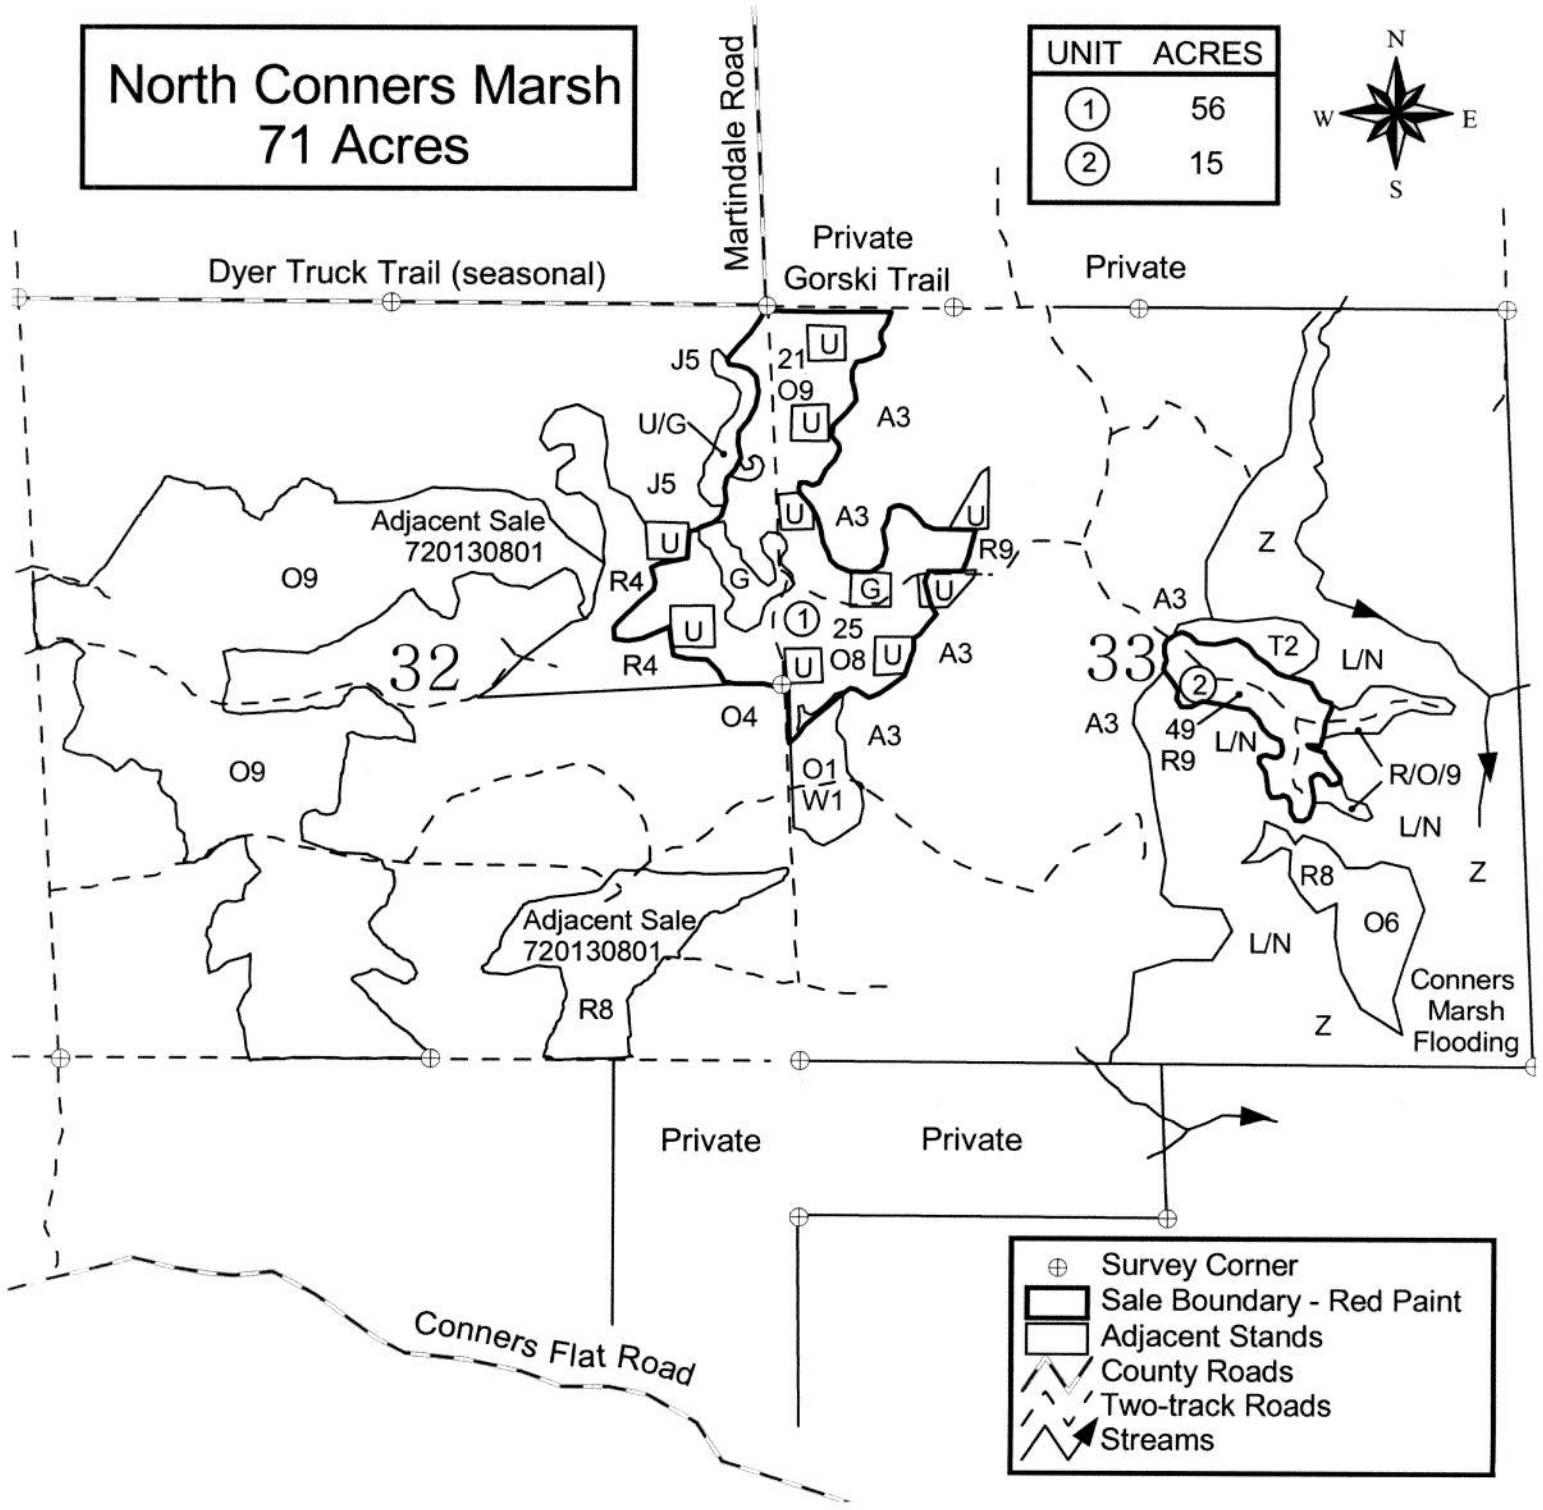 North Conners Marsh
71 Acres
Martindale Road
UNIT ACRES
1 56
2 15
N
W E
S
Private
Gorski Trail
Private
Dyer Truck Trail (seasonal)
J5
21
O9
U
U/G
U
A3
J5
Adjacent Sale
720130801
O9
U
U
A3
U
R9
Z
R4
G
G
U
A3
1
25
O8
U
U
U
A3
R4
32
33
T2
L/N
2
O4
A3
A3
49
R9
L/N
R/O/9
O9
O1
W1
L/N
Z
R8
O6
Adjacent Sale
720130801
R8
L/N
Z
Conners
Marsh
Flooding
Private
Private
Conners Flat Road
Survey Corner
Sale Boundary - Red Paint
Adjacent Stands
County Roads
Two-track Roads
Streams